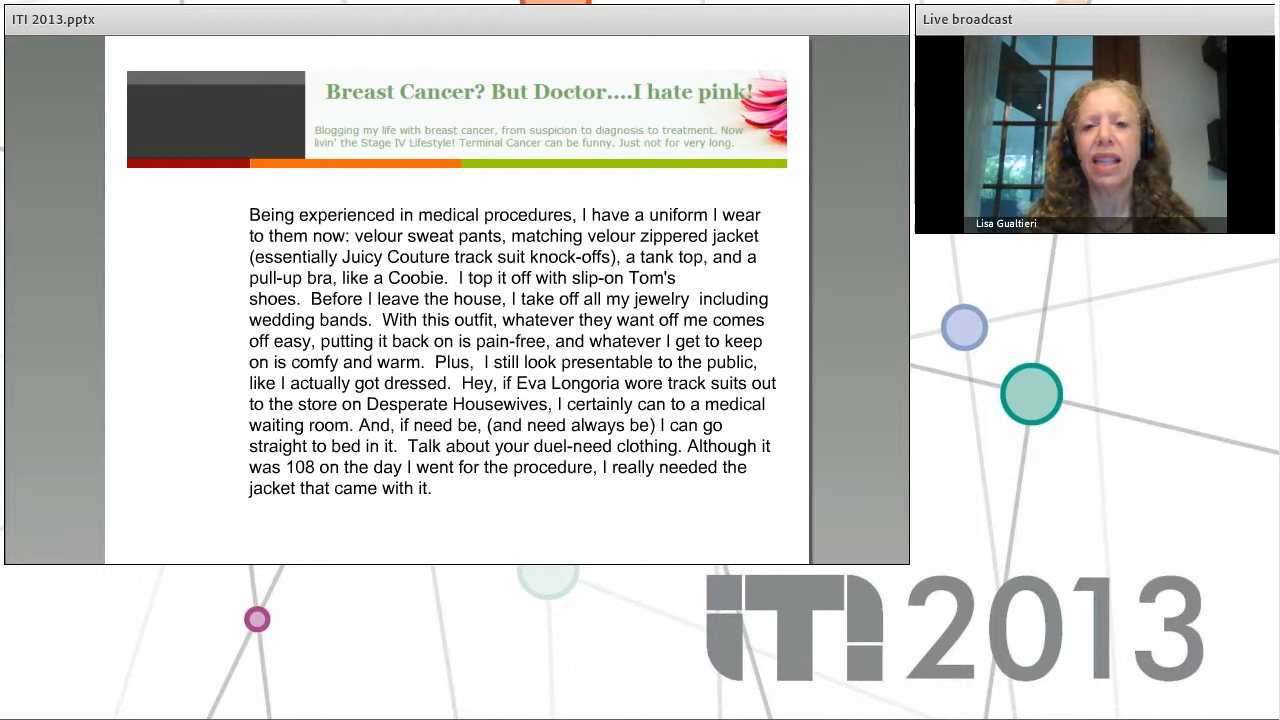 ITI 2013.pptx
Live broadcast
Breast Cancer? But Doctor....I hate pink!
Blogging my life with breast cancer, from suspicion to diagnosis to treatment. Now
livin' the Stage IV Lifestyle! Terminal Cancer can be funny. Just not for very long.
Being experienced in medical procedures, I have a uniform I wear
to them now: velour sweat pants, matching velour zippered jacket
(essentially Juicy Couture track suit knock-offs), a tank top, and a
pull-up bra, like a Coobie.  I top it off with slip-on Tom's
shoes.  Before I leave the house, I take off all my jewelry  including
wedding bands.  With this outfit, whatever they want off me comes
off easy, putting it back on is pain-free, and whatever I get to keep
on is comfy and warm.  Plus,  I still look presentable to the public,
like I actually got dressed.  Hey, if Eva Longoria wore track suits out
to the store on Desperate Housewives, I certainly can to a medical
waiting room. And, if need be, (and need always be) I can go
straight to bed in it.  Talk about your duel-need clothing. Although it
was 108 on the day I went for the procedure, I really needed the
jacket that came with it.
Lisa Gualtieri
iTi 2013